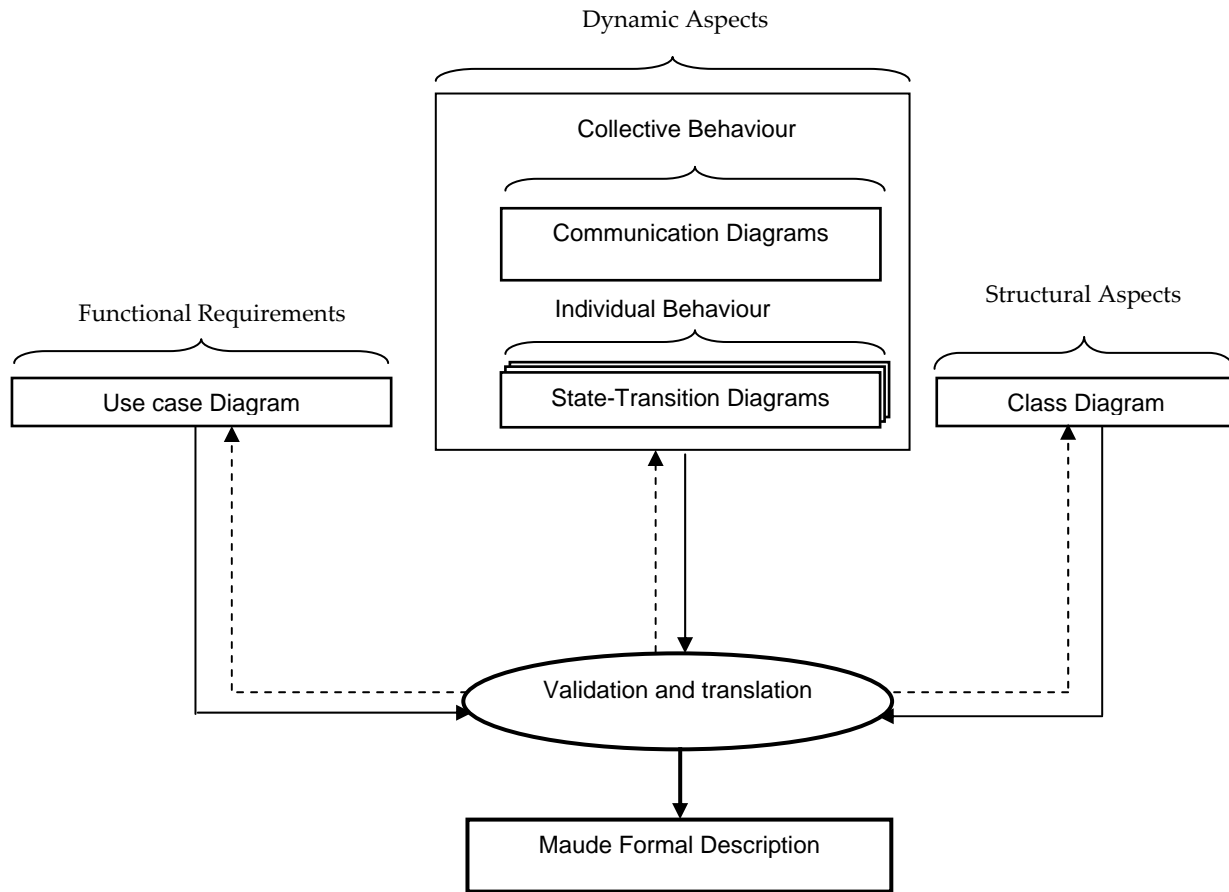 Dynamic Aspects
Collective Behaviour
Communication Diagrams
Structural Aspects
Functional Requirements
Individual Behaviour
Use case Diagram
State-Transition Diagrams
Class Diagram
Validation and translation
Maude Formal Description